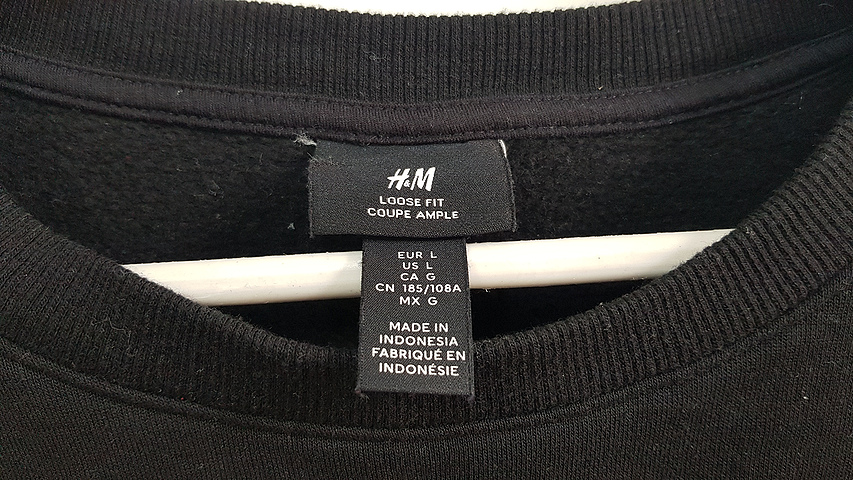 H&M
LOOSE FIT
COUPE AMPLE
EUR L
US L
CA G
CN 185/108A
MX G
MADE IN
INDONESIA
FABRIQUÉ EN
INDONÉSIE